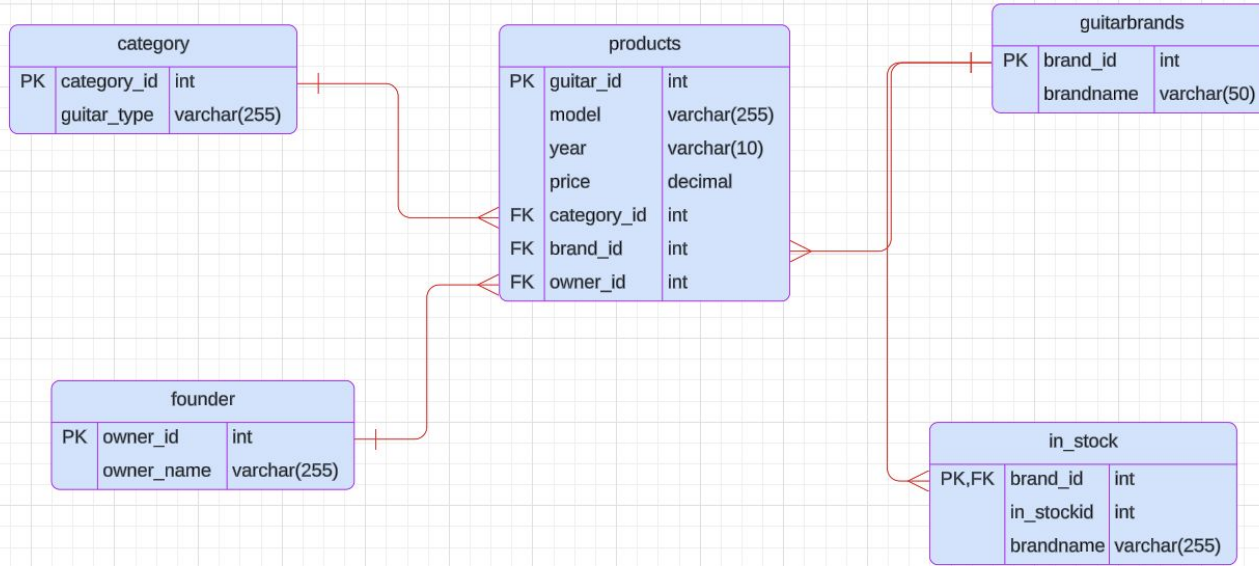 category
PK category_id int
guitar_type varchar(255)
products
PK guitar_id int
model varchar(255)
year varchar(10)
price decimal
FK category_id int
FK brand_id int
FK owner_id int
guitarbrands
PK brand_id int
brandname varchar(50)
founder
PK owner_id int
owner_name varchar(255)
in_stock
PK,FK brand_id int
in_stockid int
brandname varchar(255)